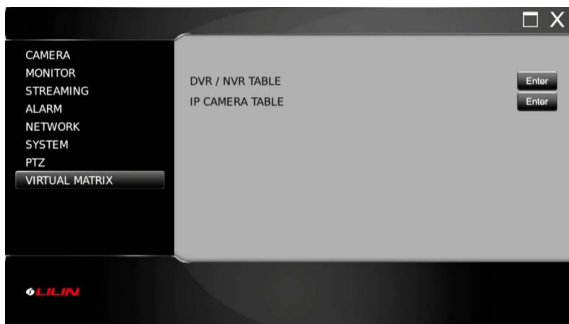 CAMERA
MONITOR
STREAMING
ALARM
NETWORK
SYSTEM
PTZ
VIRTUAL MATRIX
DVR / NVR TABLE Enter
IP CAMERA TABLE Enter
LILIN